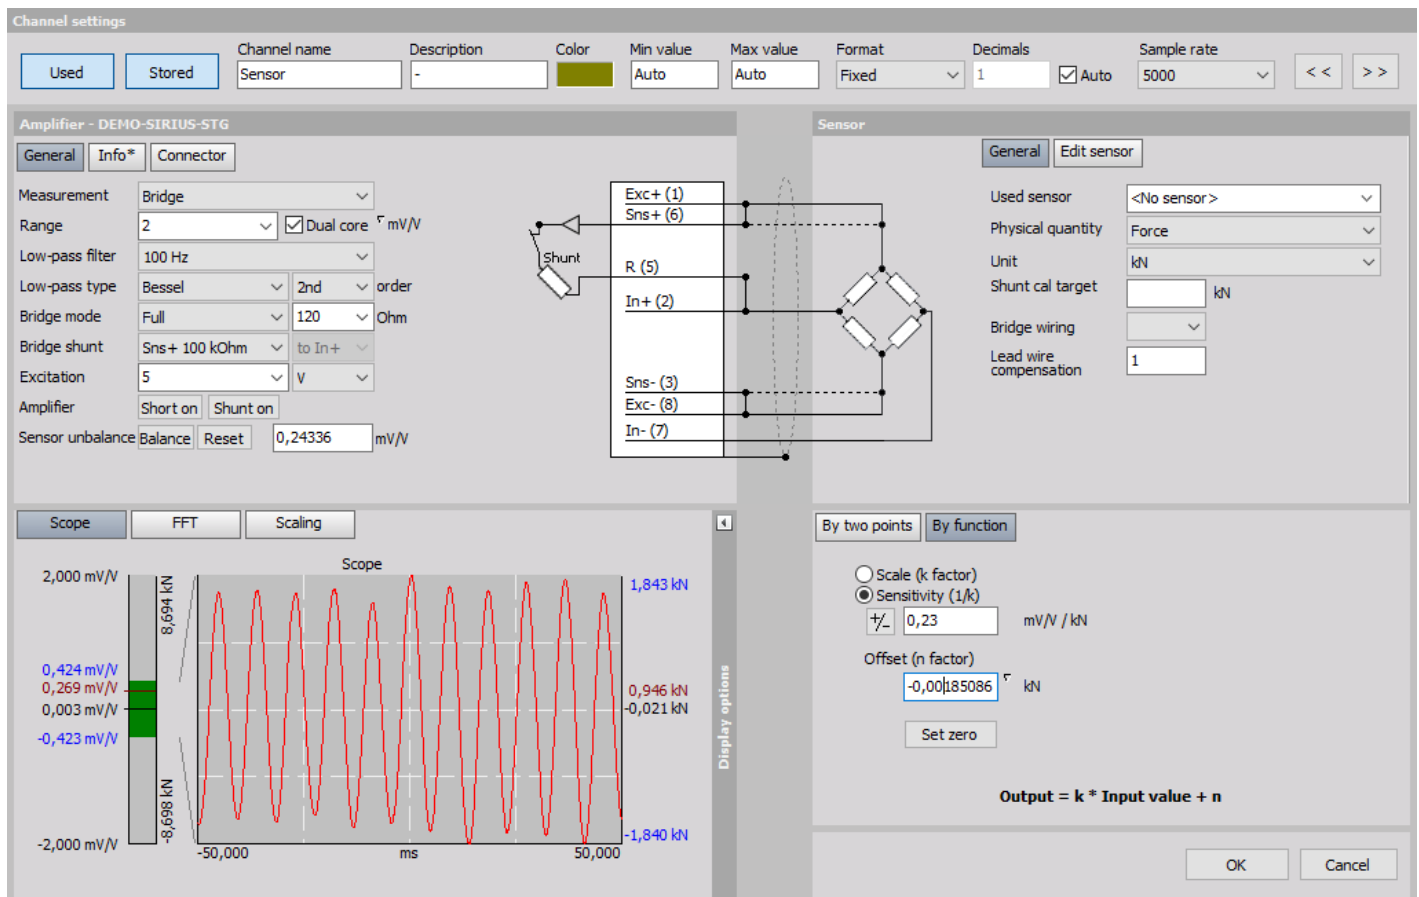 Channel settings
Used
Stored
Channel name
Sensor
Description
-
Color
Min value
Auto
Max value
Auto
Format
Fixed
Decimals
1
Auto
Sample rate
5000
< <
> >
Amplifier - DEMO-SIRIUS-STG
General
Info*
Connector
Measurement
Bridge
Range
2
Dual core
mV/V
Low-pass filter
100 Hz
Low-pass type
Bessel
2nd
order
Bridge mode
Full
120
Ohm
Bridge shunt
Sns+ 100 kOhm
to In+
Excitation
5
V
Amplifier
Short on
Shunt on
Sensor unbalance
Balance
Reset
0,24336
mV/V
Shunt
Exc+ (1)
Sns+ (6)
R (5)
In+ (2)
Sns- (3)
Exc- (8)
In- (7)
Sensor
General
Edit sensor
Used sensor
<No sensor>
Physical quantity
Force
Unit
kN
Shunt cal target
kN
Bridge wiring
Lead wire
compensation
1
Scope
FFT
Scaling
Scope
2,000 mV/V
0,424 mV/V
0,269 mV/V
0,003 mV/V
-0,423 mV/V
-2,000 mV/V
8,694 kN
-8,698 kN
1,843 kN
0,946 kN
-0,021 kN
-1,840 kN
-50,000
ms
50,000
Display options
By two points
By function
Scale (k factor)
Sensitivity (1/k)
+/-
0,23
mV/V / kN
Offset (n factor)
-0,00185086
kN
Set zero
Output = k * Input value + n
OK
Cancel